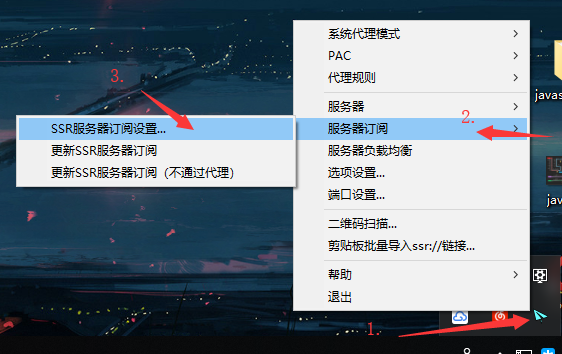 系统代理模式
PAC
代理规则
服务器
服务器订阅
服务器负载均衡
选项设置...
端口设置...
二维码扫描...
剪贴板批量导入ssr://链接...
帮助
退出
SSR服务器订阅设置...
更新SSR服务器订阅
更新SSR服务器订阅（不通过代理）
3.
2.
1.
javas
jav